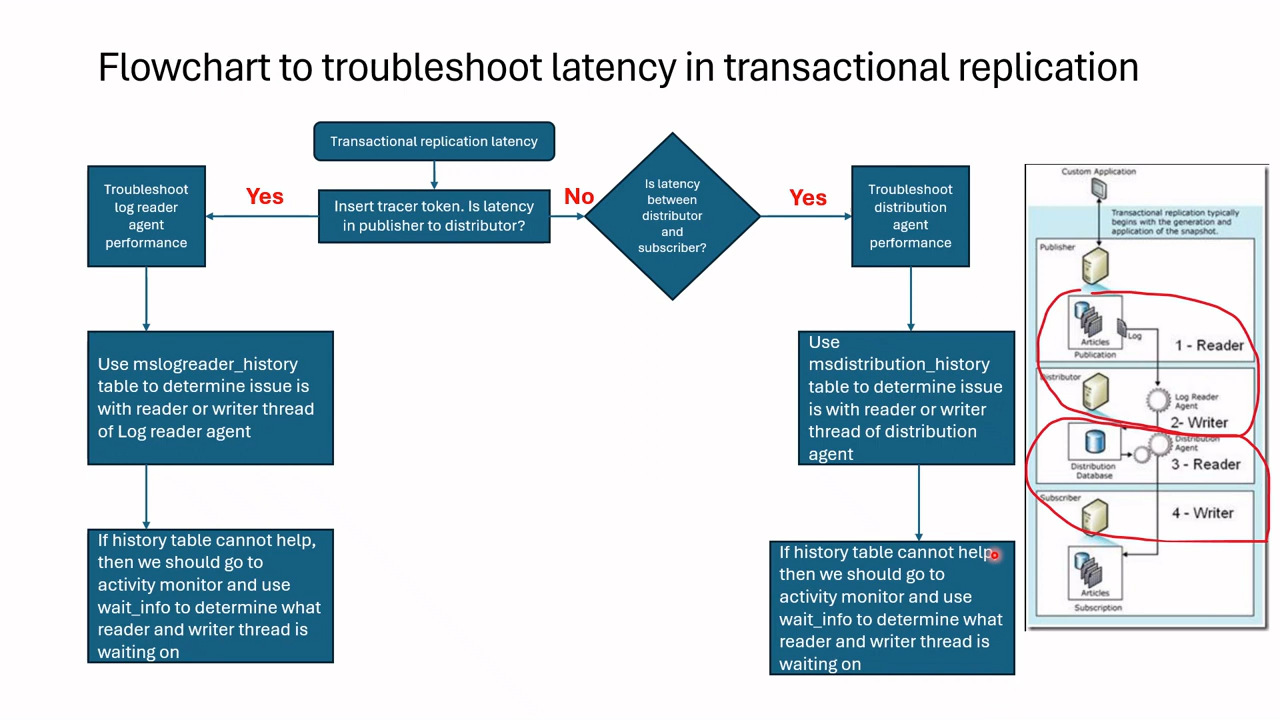 Flowchart to troubleshoot latency in transactional replication
Transactional replication latency
Insert tracer token. Is latency
in publisher to distributor?
Yes
No
Troubleshoot
log reader
agent
performance
Use mslogreader_history
table to determine issue is
with reader or writer thread
of Log reader agent
If history table cannot help,
then we should go to
activity monitor and use
wait_info to determine what
reader and writer thread is
waiting on
Is latency
between
distributor
and
subscriber?
Yes
Troubleshoot
distribution
agent
performance
Use
msdistribution_history
table to determine issue
is with reader or writer
thread of distribution
agent
If history table cannot help,
then we should go to
activity monitor and use
wait_info to determine what
reader and writer thread is
waiting on
Custom Application
Transactional replication typically
begins with the generation and
application of the snapshot.
Publisher
Articles
Log
Publication
1 - Reader
Distributor
Log Reader
Agent
2- Writer
Distribution
Agent
Distribution
Database
3 - Reader
Subscriber
4 - Writer
Articles
Subscription